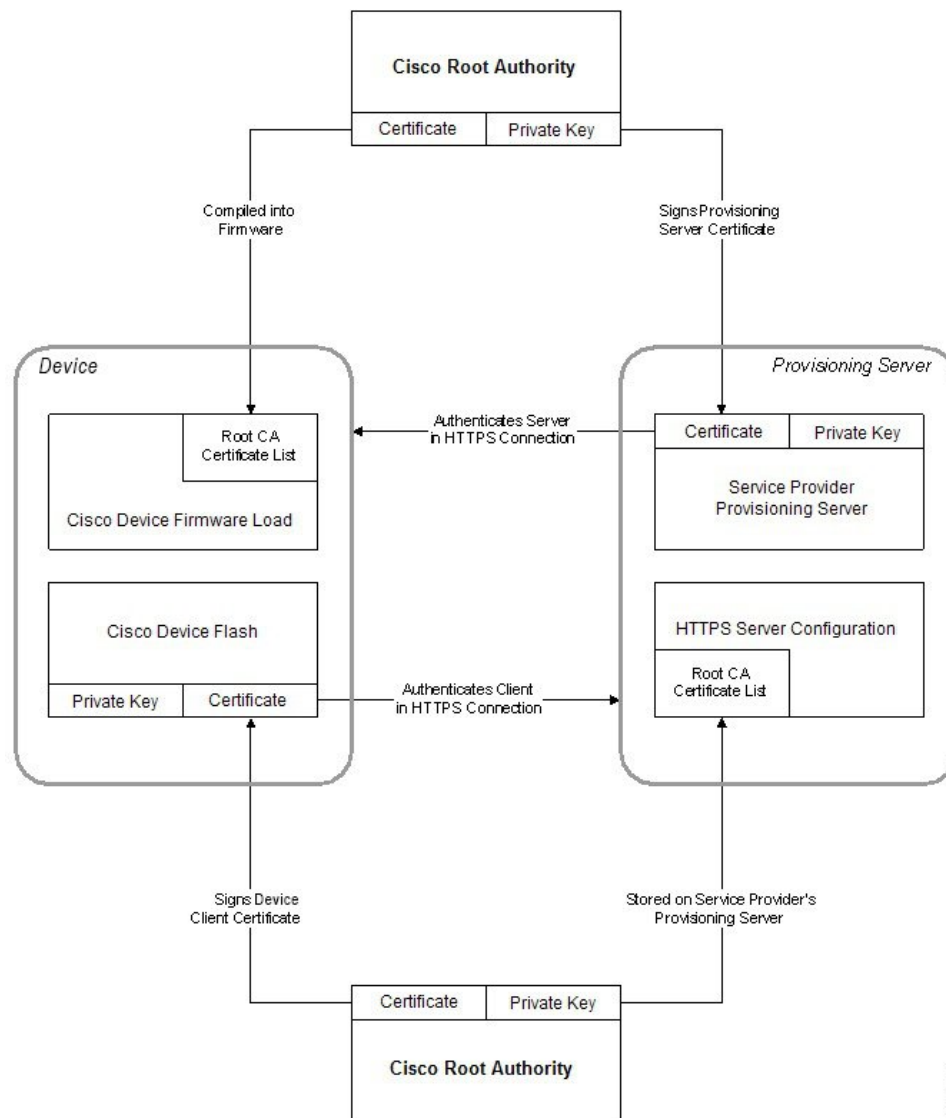 Cisco Root Authority
Certificate
Private Key
Compiled into
Firmware
Signs Provisioning
Server Certificate
Device
Provisioning Server
Root CA
Certificate List
Cisco Device Firmware Load
Authenticates Server
in HTTPS Connection
Certificate
Private Key
Service Provider
Provisioning Server
Cisco Device Flash
Private Key
Certificate
Authenticates Client
in HTTPS Connection
HTTPS Server Configuration
Root CA
Certificate List
Signs Device
Client Certificate
Stored on Service Provider's
Provisioning Server
Certificate
Private Key
Cisco Root Authority